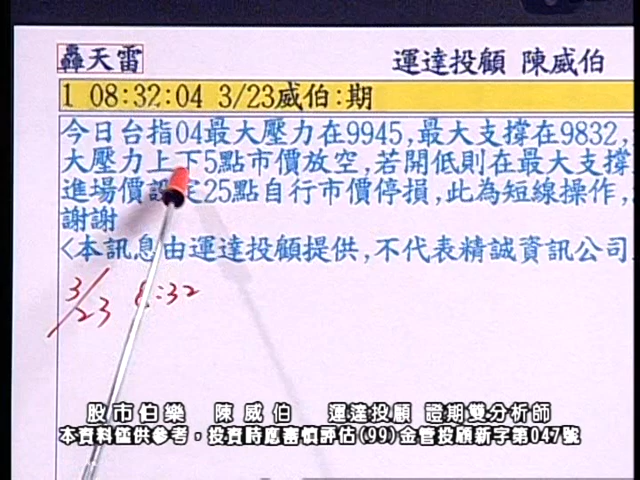 轟天雷 運達投顧 陳威伯
1 08:32:04 3/23威伯:期
今日台指04最大壓力在9945,最大支撐在9832,
大壓力上下5點市價放空,若開低則在最大支撐
進場價設定25點自行市價停損,此為短線操作,
謝謝
<本訊息由運達投顧提供,不代表精誠資訊公司
3/23 8:32
股市伯樂 陳威伯 運達投顧 證期雙分析師
本資料僅供參考，投資時應審慎評估(99)金管投顧新字第047號